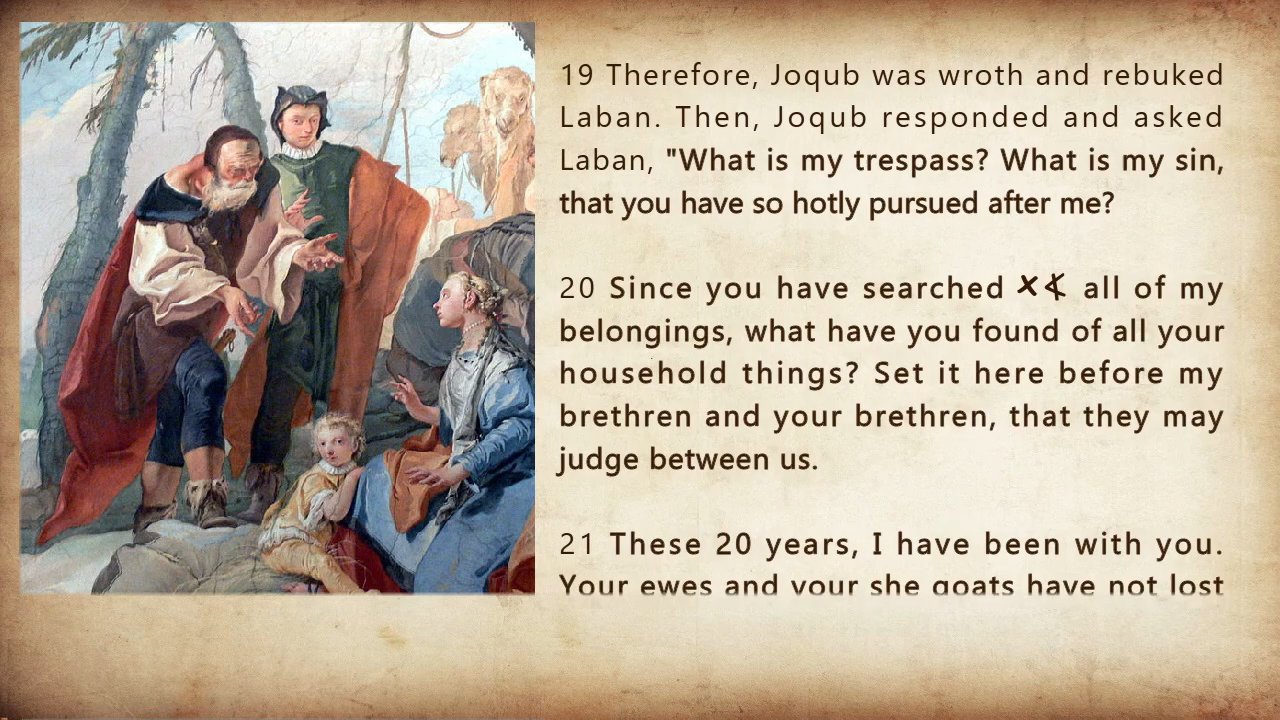 19 Therefore, Joqub was wroth and rebuked
Laban. Then, Joqub responded and asked
Laban, "What is my trespass? What is my sin,
that you have so hotly pursued after me?
20 Since you have searched 𐤕𐤀 all of my
belongings, what have you found of all your
household things? Set it here before my
brethren and your brethren, that they may
judge between us.
21 These 20 years, I have been with you.
Your ewes and your she goats have not lost